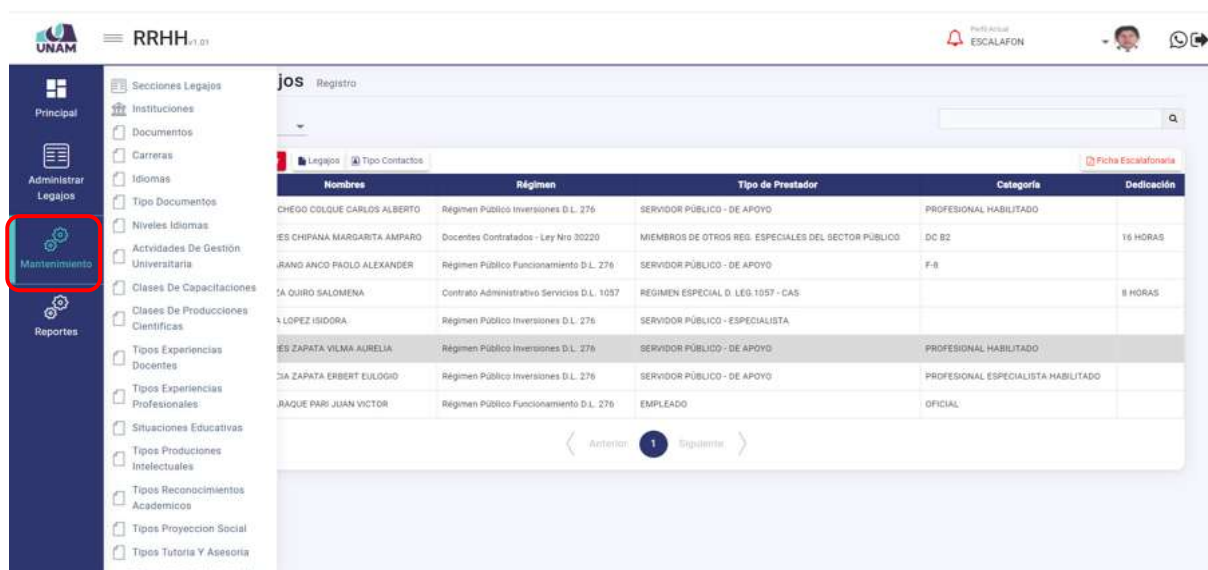 UNAM
RRHH v1.01
Perfil Actual
ESCALAFON
Principal
Administrar
Legajos
Mantenimiento
Reportes
Secciones Legajos
Instituciones
Documentos
Carreras
Idiomas
Tipo Documentos
Niveles Idiomas
Actvidades De Gestión
Universitaria
Clases De Capacitaciones
Clases De Producciones
Cientificas
Tipos Experiencias
Docentes
Tipos Experiencias
Profesionales
Situaciones Educativas
Tipos Produciones
Intelectuales
Tipos Reconocimientos
Academicos
Tipos Proyeccion Social
Tipos Tutoria Y Asesoria
jos Registro
Legajos Tipo Contactos Ficha Escalafonaria
Nombres Régimen Tipo de Prestador Categoría Dedicación
CHEGO COLQUE CARLOS ALBERTO Régimen Público Inversiones D.L. 276 SERVIDOR PÚBLICO - DE APOYO PROFESIONAL HABILITADO
ES CHIPANA MARGARITA AMPARO Docentes Contratados - Ley Nro 30220 MIEMBROS DE OTROS REG. ESPECIALES DEL SECTOR PÚBLICO DC B2 16 HORAS
RANO ANCO PAOLO ALEXANDER Régimen Público Funcionamiento D.L. 276 SERVIDOR PÚBLICO - DE APOYO F-8
ZA QUIRO SALOMENA Contrato Administrativo Servicios D.L. 1057 REGIMEN ESPECIAL D. LEG.1057 - CAS 8 HORAS
LOPEZ ISIDORA Régimen Público Inversiones D.L. 276 SERVIDOR PÚBLICO - ESPECIALISTA
ÉS ZAPATA VILMA AURELIA Régimen Público Inversiones D.L. 276 SERVIDOR PÚBLICO - DE APOYO PROFESIONAL HABILITADO
CIA ZAPATA ERBERT EULOGIO Régimen Público Inversiones D.L. 276 SERVIDOR PÚBLICO - DE APOYO PROFESIONAL ESPECIALISTA HABILITADO
RAQUE PARI JUAN VICTOR Régimen Público Funcionamiento D.L. 276 EMPLEADO OFICIAL
Anterior 1 Siguiente